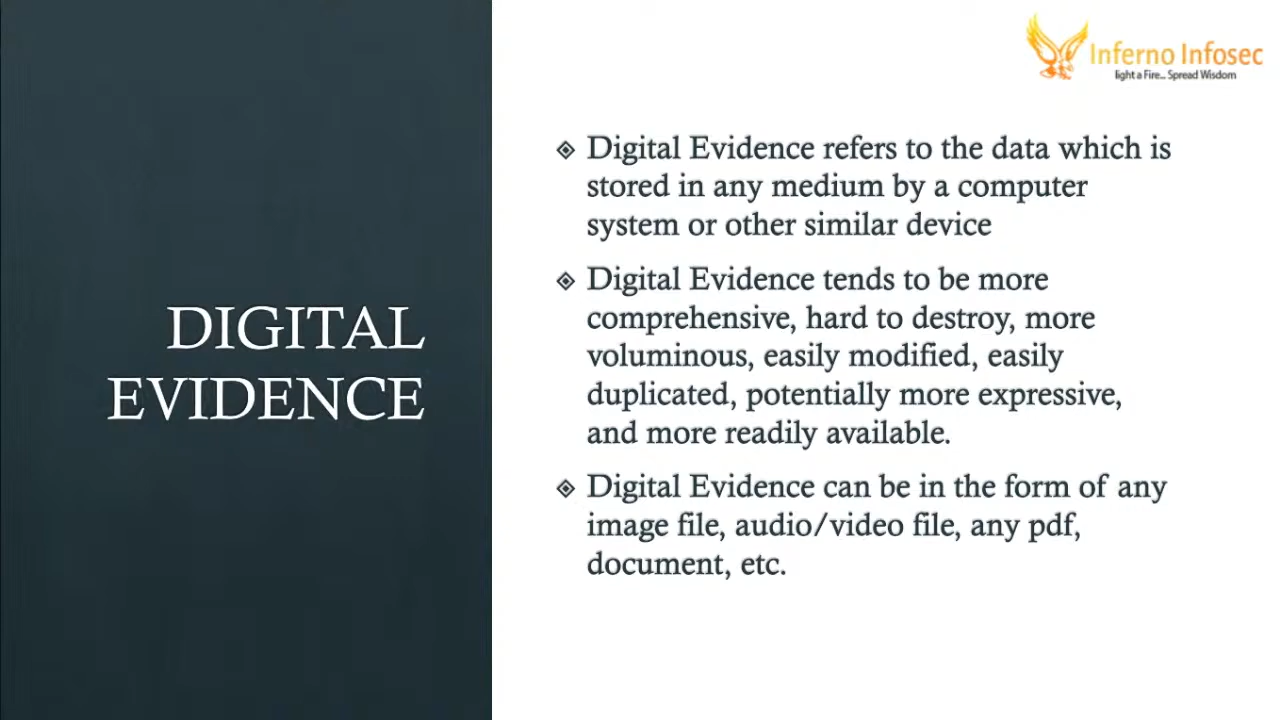 Inferno Infosec
light a Fire... Spread Wisdom
DIGITAL
EVIDENCE
Digital Evidence refers to the data which is
stored in any medium by a computer
system or other similar device
Digital Evidence tends to be more
comprehensive, hard to destroy, more
voluminous, easily modified, easily
duplicated, potentially more expressive,
and more readily available.
Digital Evidence can be in the form of any
image file, audio/video file, any pdf,
document, etc.